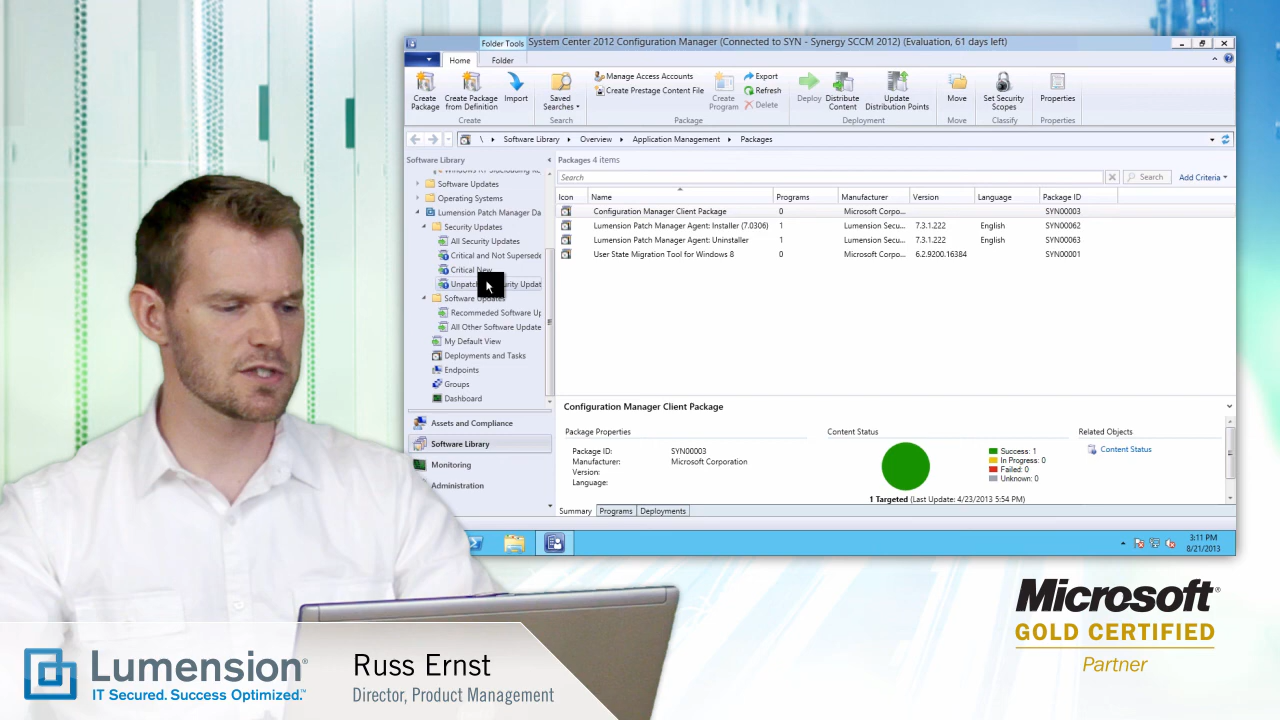 Folder Tools
System Center 2012 Configuration Manager (Connected to SYN - Synergy SCCM 2012) (Evaluation, 61 days left)
Home
Folder
Create Package
Create Package from Definition
Import
Saved Searches
Manage Access Accounts
Create Prestage Content File
Create Program
Export
Refresh
Delete
Deploy
Distribute Content
Update Distribution Points
Move
Set Security Scopes
Properties
Create
Search
Package
Deployment
Move
Classify
Properties
\ Software Library Overview Application Management Packages
Software Library
Software Updates
Operating Systems
Lumension Patch Manager Da
Security Updates
All Security Updates
Critical and Not Supersede
Critical New
Software Updates
Recommeded Software Up
All Other Software Update
My Default View
Deployments and Tasks
Endpoints
Groups
Dashboard
Assets and Compliance
Software Library
Monitoring
Administration
Packages 4 items
Search
Search
Add Criteria
Icon Name Programs Manufacturer Version Language Package ID
Configuration Manager Client Package 0 Microsoft Corpo... SYN00003
Lumension Patch Manager Agent: Installer (7.0306) 1 Lumension Secu... 7.3.1.222 English SYN00062
Lumension Patch Manager Agent: Uninstaller 1 Lumension Secu... 7.3.1.222 English SYN00063
User State Migration Tool for Windows 8 0 Microsoft Corpo... 6.2.9200.16384 SYN00001
Configuration Manager Client Package
Package Properties
Package ID: SYN00003
Manufacturer: Microsoft Corporation
Version:
Language:
Content Status
Success: 1
In Progress: 0
Failed: 0
Unknown: 0
1 Targeted (Last Update: 4/23/2013 5:54 PM)
Related Objects
Content Status
Summary Programs Deployments
3:11 PM
8/21/2013
Microsoft®
GOLD CERTIFIED
Partner
Lumension®
IT Secured. Success Optimized.™
Russ Ernst
Director, Product Management